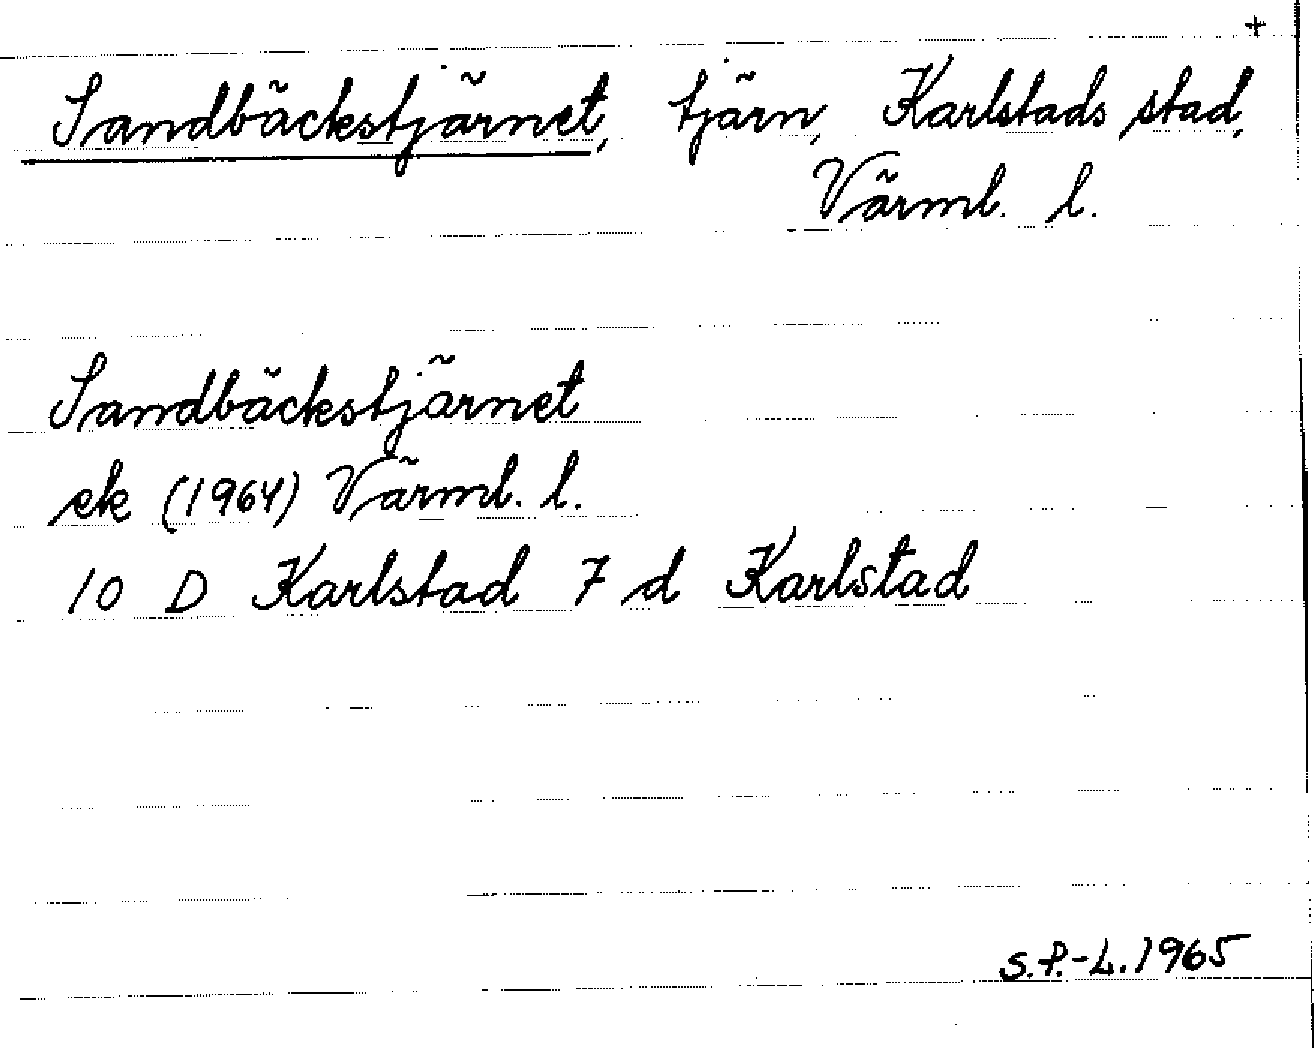 +
Sandbäckstjärnet, tjärn, Karlstads stad,
Värml. l.
Sandbäckstjärnet
ek (1964) Värml. l.
10 D Karlstad 7 d Karlstad
S.P.-L. 1965